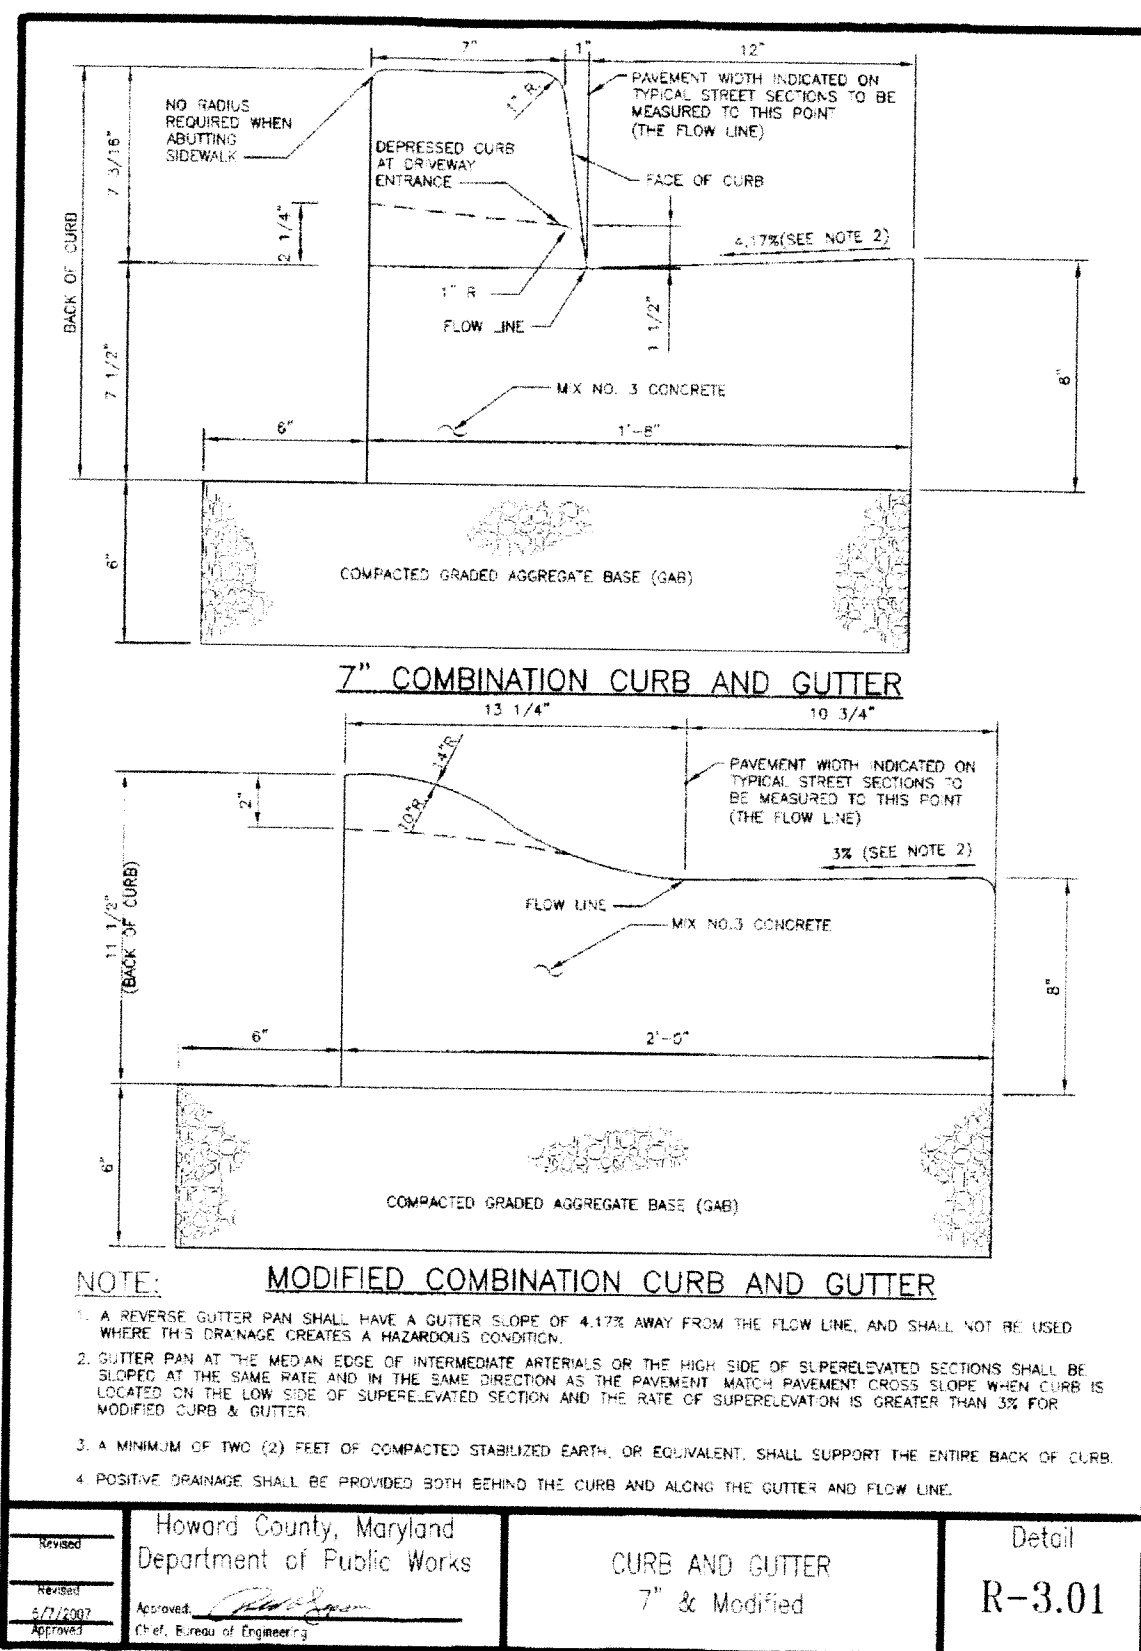 7" 1" 12"
NO RADIUS
REQUIRED WHEN
ABUTTING
SIDEWALK
1" R.
PAVEMENT WIDTH INDICATED ON
TYPICAL STREET SECTIONS TO BE
MEASURED TO THIS POINT
(THE FLOW LINE)
DEPRESSED CURB
AT DRIVEWAY
ENTRANCE
FACE OF CURB
7 3/16"
BACK OF CURB
2 1/4"
4.17%(SEE NOTE 2)
1" R
FLOW LINE
1 1/2"
7 1/2"
8"
MIX NO. 3 CONCRETE
6" 1'-8"
6"
COMPACTED GRADED AGGREGATE BASE (GAB)
7" COMBINATION CURB AND GUTTER
13 1/4" 10 3/4"
14"R
10"R
2"
PAVEMENT WIDTH INDICATED ON
TYPICAL STREET SECTIONS TO
BE MEASURED TO THIS POINT
(THE FLOW LINE)
3% (SEE NOTE 2)
11 1/2"
(BACK OF CURB)
FLOW LINE
MIX NO.3 CONCRETE
8"
6" 2'-0"
6"
COMPACTED GRADED AGGREGATE BASE (GAB)
NOTE: MODIFIED COMBINATION CURB AND GUTTER
1. A REVERSE GUTTER PAN SHALL HAVE A GUTTER SLOPE OF 4.17% AWAY FROM THE FLOW LINE, AND SHALL NOT BE USED
WHERE THIS DRAINAGE CREATES A HAZARDOUS CONDITION.
2. GUTTER PAN AT THE MEDIAN EDGE OF INTERMEDIATE ARTERIALS OR THE HIGH SIDE OF SUPERELEVATED SECTIONS SHALL BE
SLOPED AT THE SAME RATE AND IN THE SAME DIRECTION AS THE PAVEMENT MATCH PAVEMENT CROSS SLOPE WHEN CURB IS
LOCATED ON THE LOW SIDE OF SUPERELEVATED SECTION AND THE RATE OF SUPERELEVATION IS GREATER THAN 3% FOR
MODIFIED CURB & GUTTER.
3. A MINIMUM OF TWO (2) FEET OF COMPACTED STABILIZED EARTH, OR EQUIVALENT, SHALL SUPPORT THE ENTIRE BACK OF CURB.
4. POSITIVE DRAINAGE SHALL BE PROVIDED BOTH BEHIND THE CURB AND ALONG THE GUTTER AND FLOW LINE.
Revised
Revised
6/7/2007
Approved
Howard County, Maryland
Department of Public Works
Approved:
Chief, Bureau of Engineering
CURB AND GUTTER
7" & Modified
Detail
R-3.01